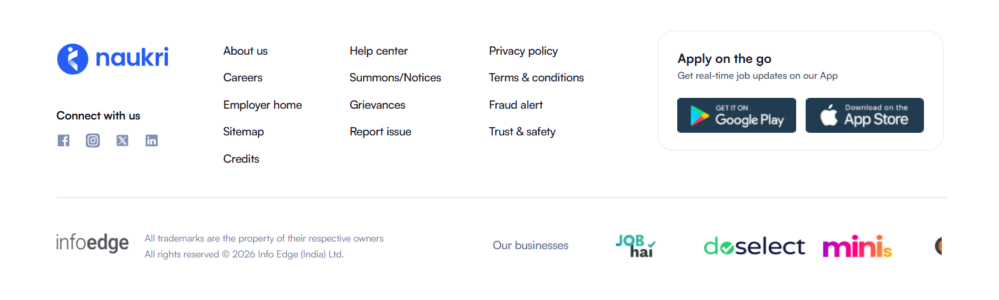 naukri
Connect with us
About us
Careers
Employer home
Sitemap
Credits
Help center
Summons/Notices
Grievances
Report issue
Privacy policy
Terms & conditions
Fraud alert
Trust & safety
Apply on the go
Get real-time job updates on our App
GET IT ON
Google Play
Download on the
App Store
infoedge
All trademarks are the property of their respective owners
All rights reserved © 2026 Info Edge (India) Ltd.
Our businesses
JOB
hai
doselect
minis